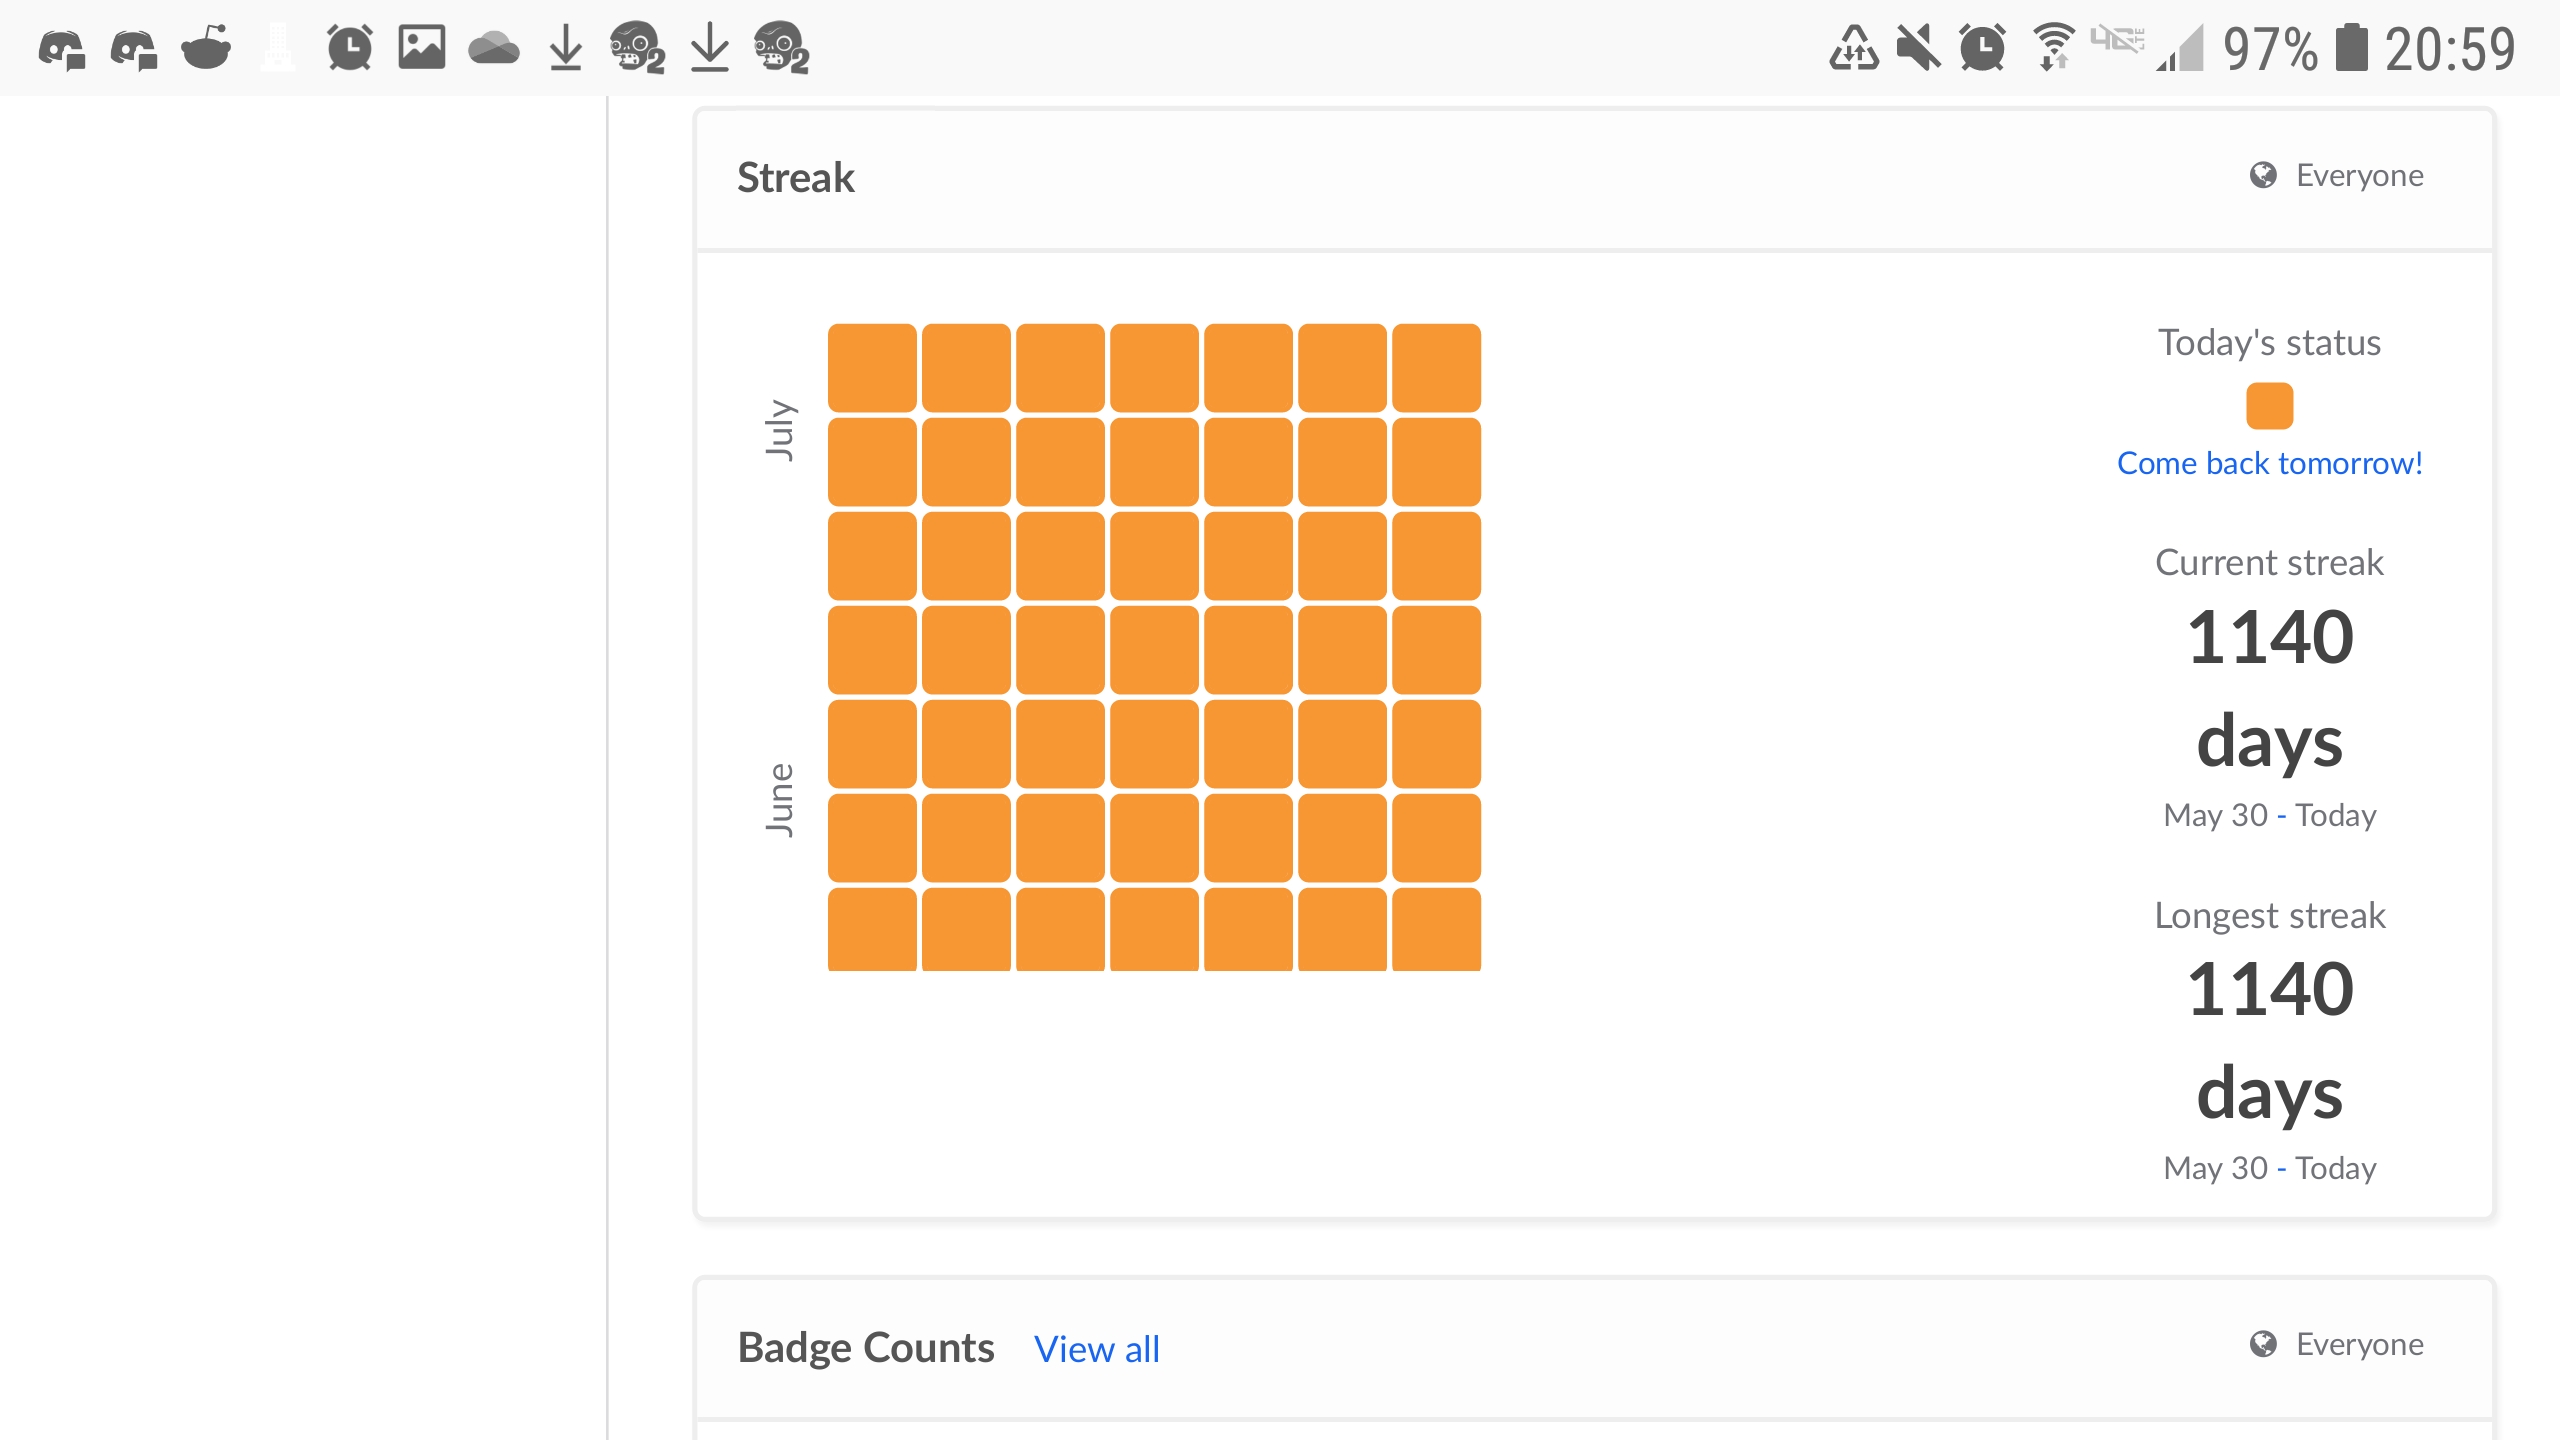 97% 20:59
Streak
Everyone
July
June
Today's status
Come back tomorrow!
Current streak
1140
days
May 30 - Today
Longest streak
1140
days
May 30 - Today
Badge Counts View all
Everyone